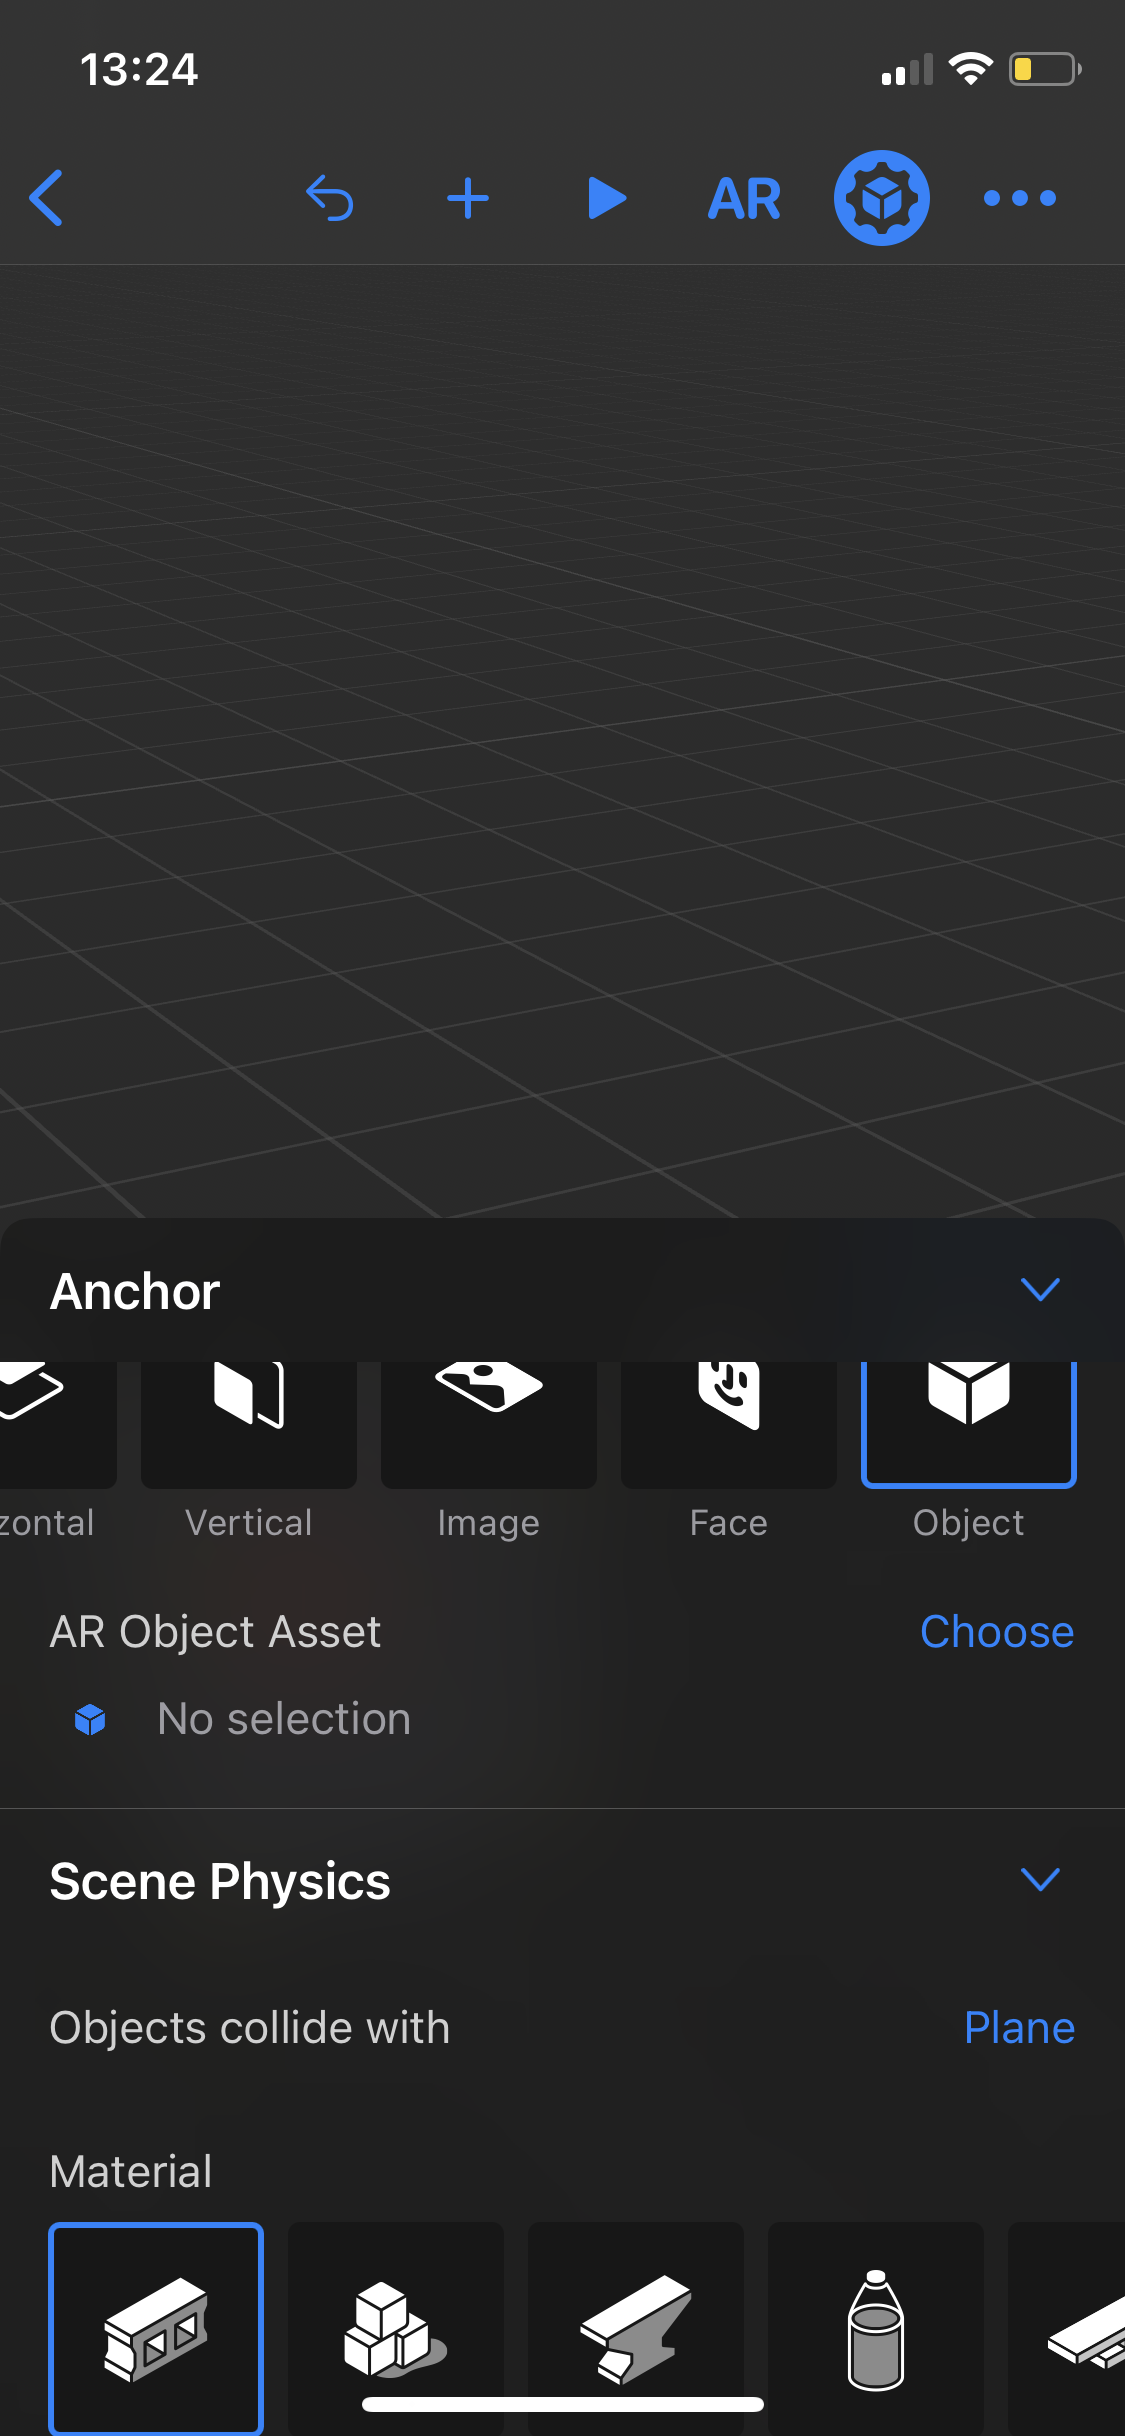 13:24
AR
Anchor
zontal
Vertical
Image
Face
Object
AR Object Asset
Choose
No selection
Scene Physics
Objects collide with
Plane
Material